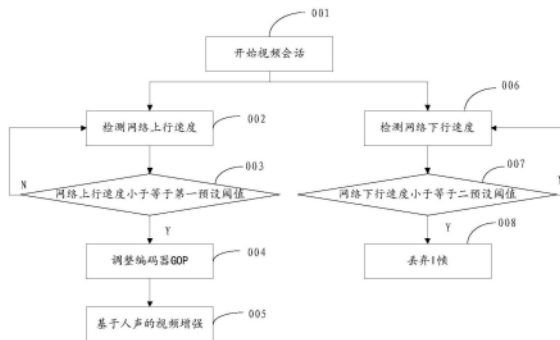 001
开始视频会话
006
检测网络上行速度
002
检测网络下行速度
003
007
N
网络上行速度小于等于第一预设阈值
网络下行速度小于等于二预设阈值
Y
Y
Y
008
调整编码器GOP
004
丢弃I帧
基于人声的视频增强
005